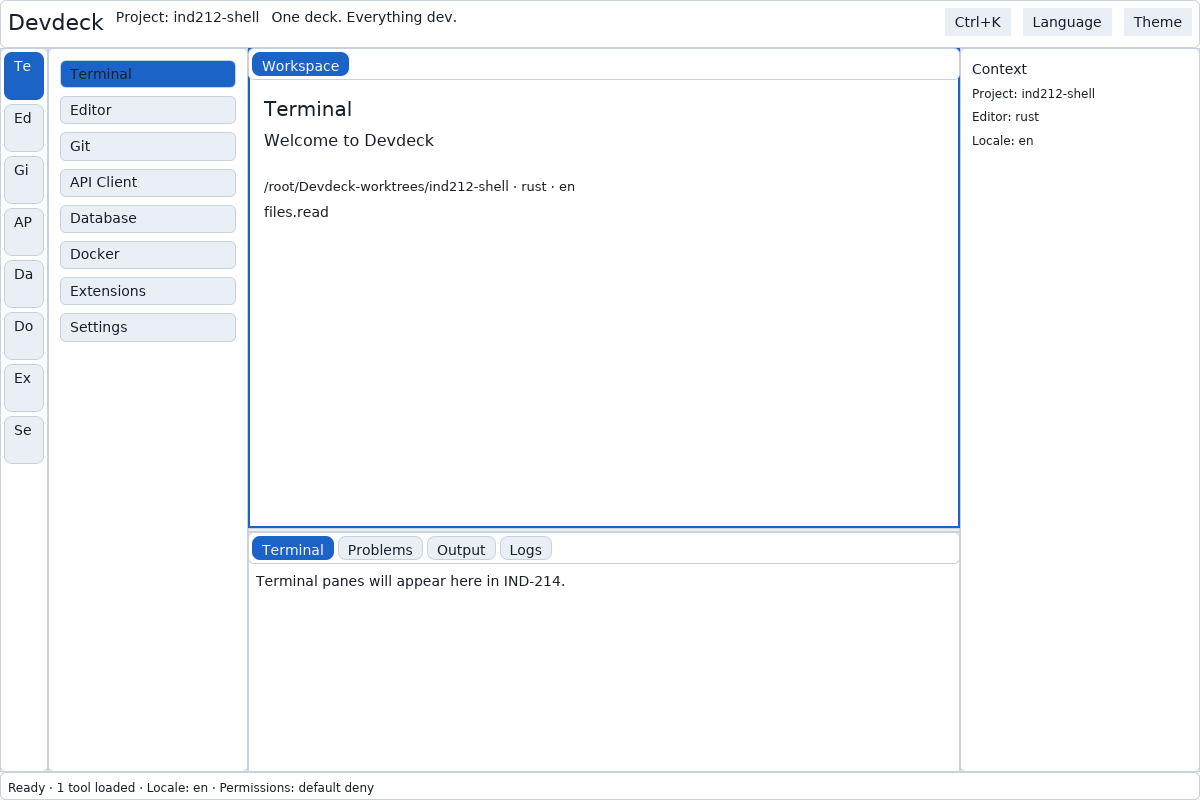 Devdeck Project: ind212-shell One deck. Everything dev. Ctrl+K Language Theme
Te
Ed
Gi
AP
Da
Do
Ex
Se
Terminal
Editor
Git
API Client
Database
Docker
Extensions
Settings
Workspace
Terminal
Welcome to Devdeck
/root/Devdeck-worktrees/ind212-shell · rust · en
files.read
Terminal Problems Output Logs
Terminal panes will appear here in IND-214.
Context
Project: ind212-shell
Editor: rust
Locale: en
Ready · 1 tool loaded · Locale: en · Permissions: default deny